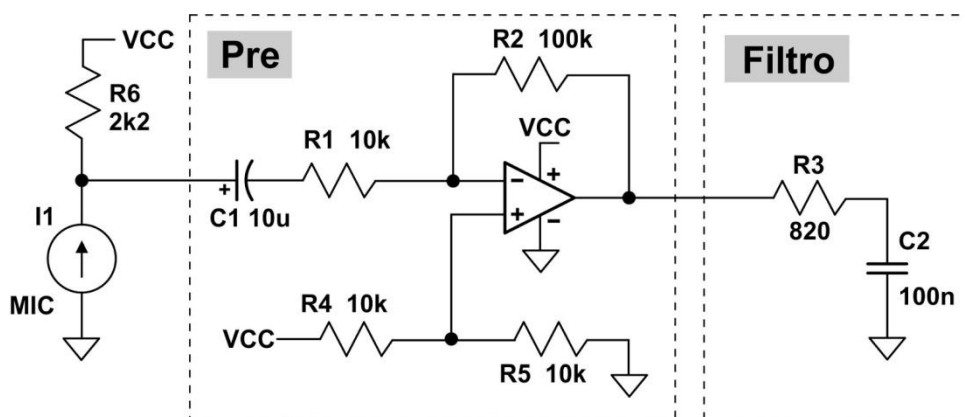 VCC
R6
2k2
I1
MIC
Pre
C1 10u
+
R1 10k
R2 100k
VCC
+
-
+
-
R4 10k
VCC
R5 10k
Filtro
R3
820
C2
100n